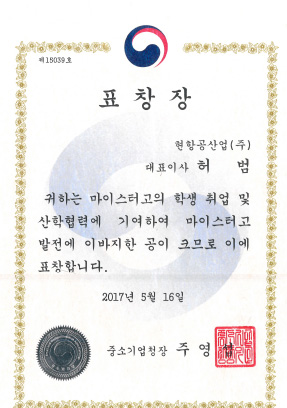 제15039호
표 창 장
현항공산업(주)
대표이사 허 범
귀하는 마이스터고의 학생 취업 및
산학협력에 기여하여 마이스터고
발전에 이바지한 공이 크므로 이에
표창합니다.
2017년 5월 16일
중소기업청장 주 영